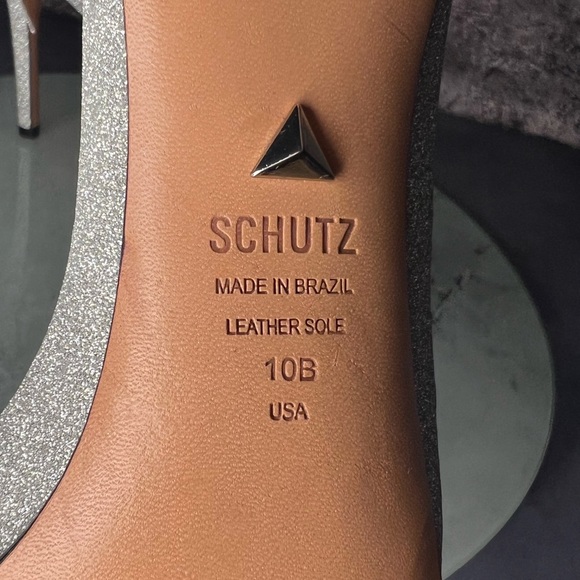 SCHUTZ
MADE IN BRAZIL
LEATHER SOLE
10B
USA